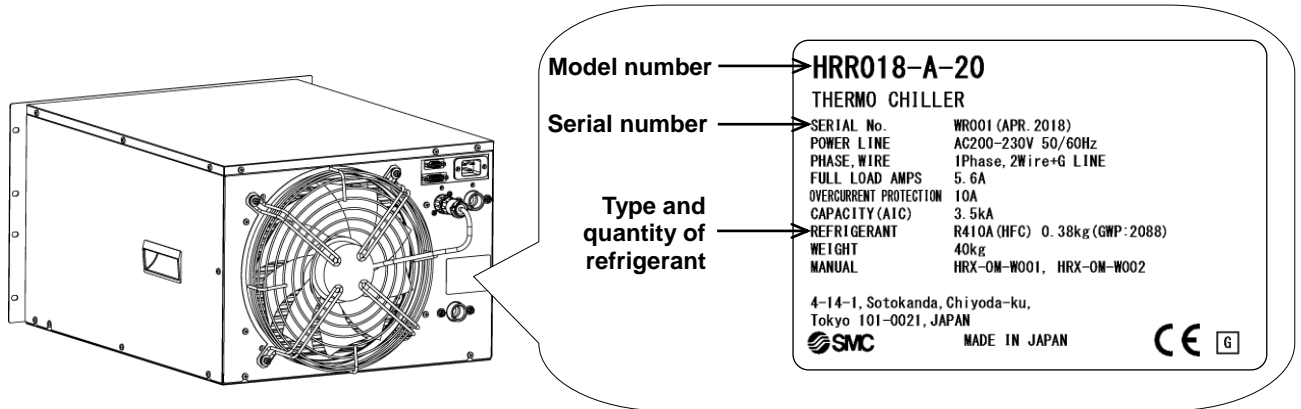 Model number
Serial number
Type and
quantity of
refrigerant
HRR018-A-20
THERMO CHILLER
SERIAL No. WR001(APR.2018)
POWER LINE AC200-230V 50/60Hz
PHASE,WIRE 1Phase,2Wire+G LINE
FULL LOAD AMPS 5.6A
OVERCURRENT PROTECTION 10A
CAPACITY(AIC) 3.5kA
REFRIGERANT R410A(HFC) 0.38kg(GWP:2088)
WEIGHT 40kg
MANUAL HRX-OM-W001, HRX-OM-W002
4-14-1, Sotokanda, Chiyoda-ku,
Tokyo 101-0021, JAPAN
SMC MADE IN JAPAN CE G